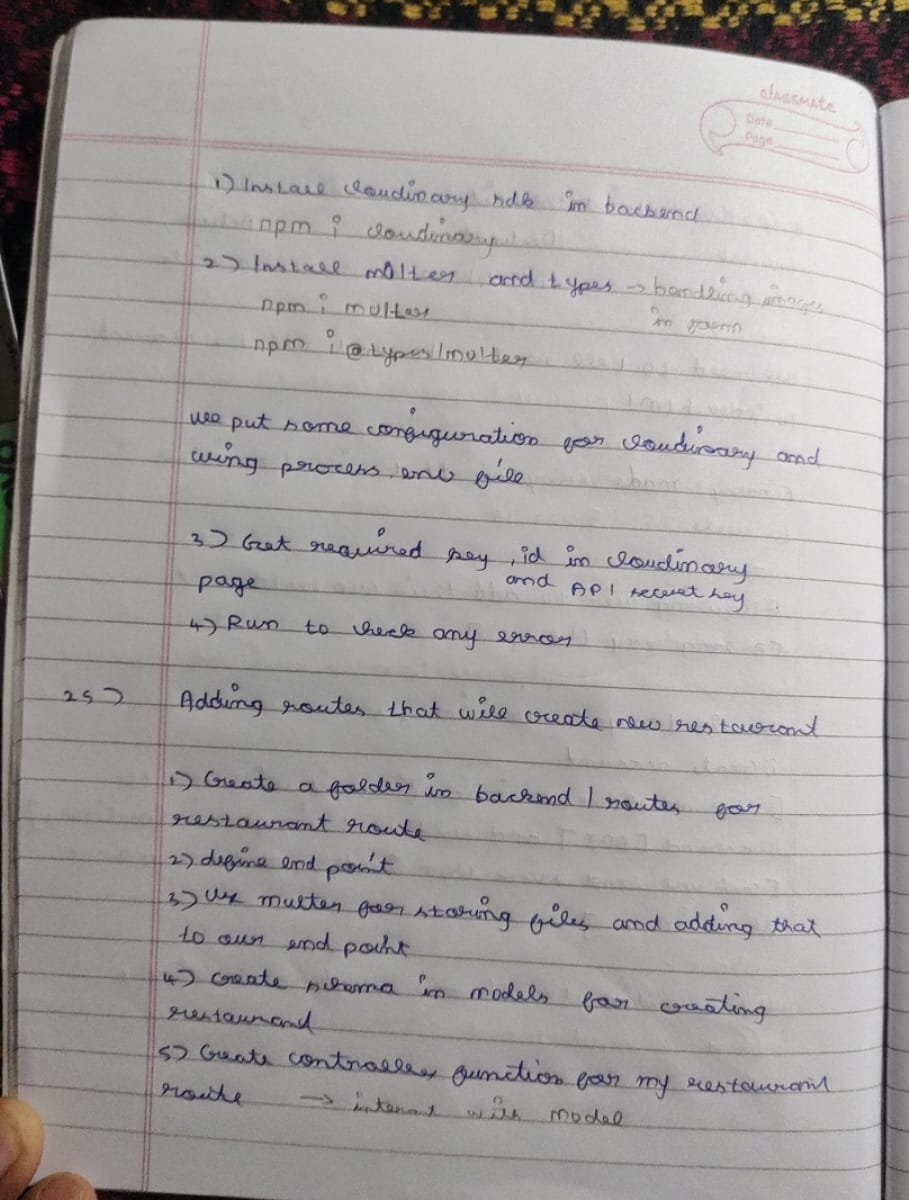 classmate
Date
Page
1) Install cloudinary sdk in backend
npm i cloudinary
2) Install multer and types → handling images
in form
npm i multer
npm i @types/multer
we put some configuration for cloudinary and
using process.env file
3) Get required key, id in cloudinary
page and API secret key
4) Run to check any error
25) Adding routes that will create new restaurant
1) Create a folder in backend / routes for
restaurant route
2) define end point
3) Use multer for storing files and adding that
to our end point
4) create schema in models for creating
restaurand
5) Create controller function for my restaurant
route → interact with model